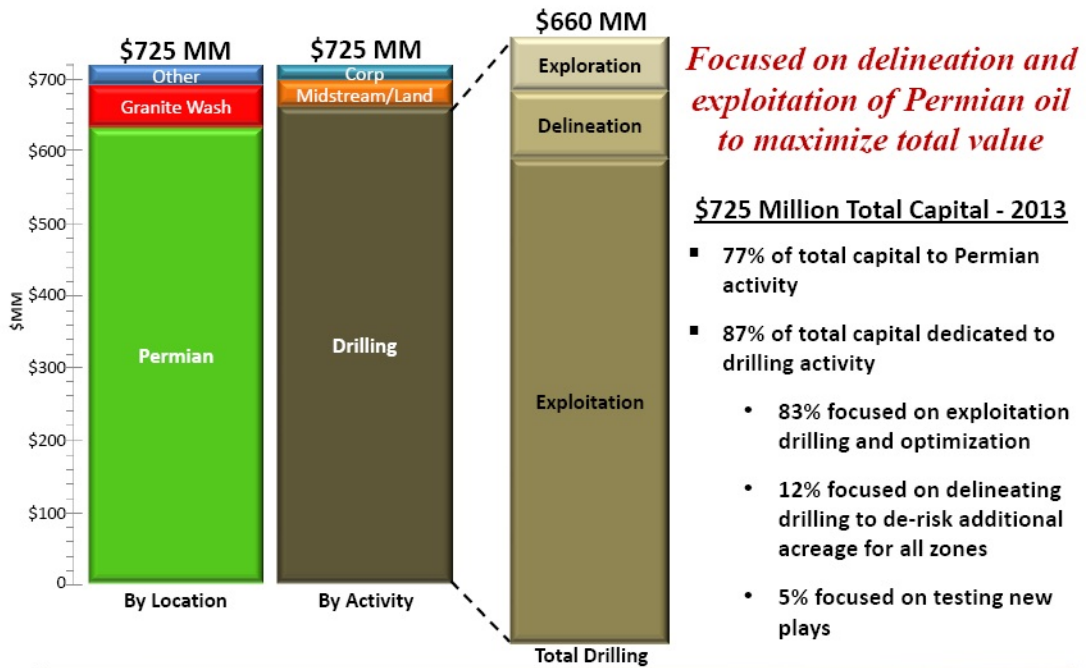 $660 MM
$725 MM
$725 MM
$700
$600
$500
$400
$300
$200
$100
0
$MM
Other
Granite Wash
Permian
By Location
Corp
Midstream/Land
Drilling
By Activity
Exploration
Delineation
Exploitation
Total Drilling
Focused on delineation and
exploitation of Permian oil
to maximize total value
$725 Million Total Capital - 2013
▪ 77% of total capital to Permian
activity
▪ 87% of total capital dedicated to
drilling activity
• 83% focused on exploitation
drilling and optimization
• 12% focused on delineating
drilling to de-risk additional
acreage for all zones
• 5% focused on testing new
plays